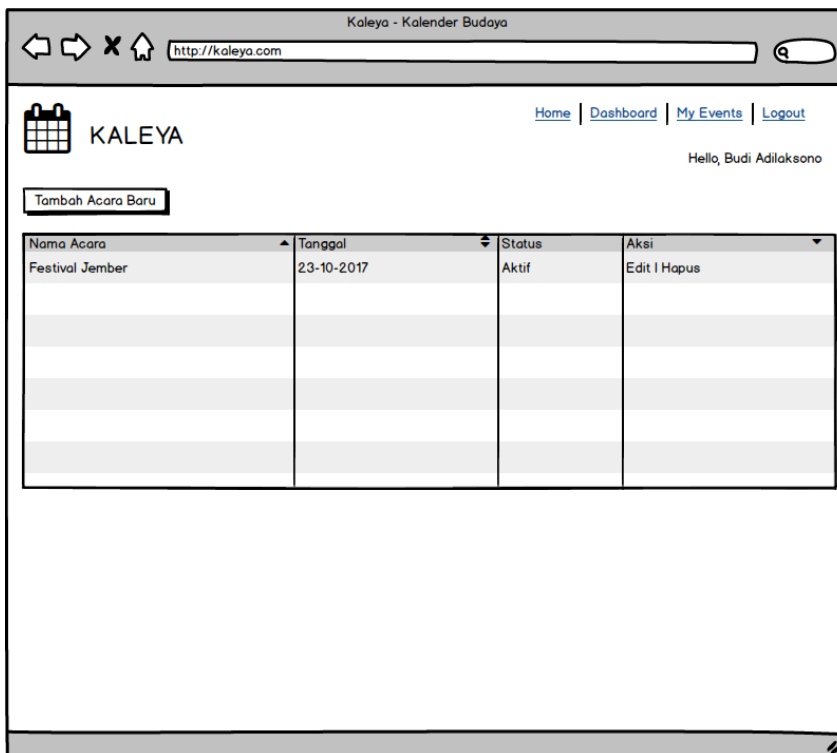 Kaleya - Kalender Budaya
http://kaleya.com
Home | Dashboard | My Events | Logout
KALEYA
Hello, Budi Adilaksono
Tambah Acara Baru
Nama Acara Tanggal Status Aksi
Festival Jember 23-10-2017 Aktif Edit | Hapus